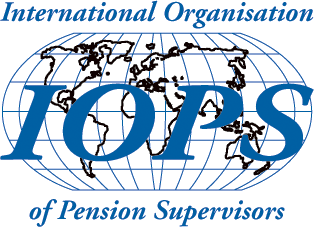 International Organisation
IOPS
of Pension Supervisors